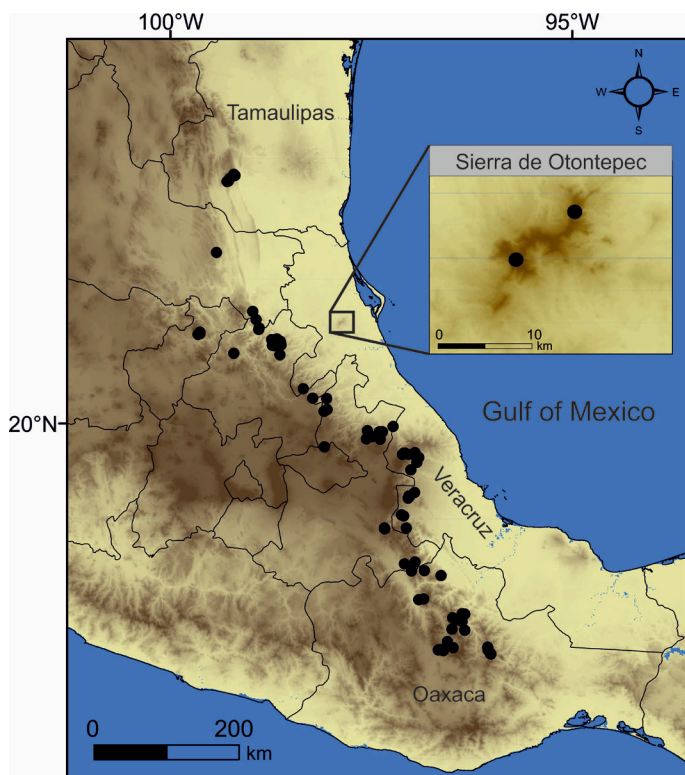 100°W
95°W
N
W
E
S
Tamaulipas
Sierra de Otontepec
0
10
km
20°N
Gulf of Mexico
Veracruz
Oaxaca
0
200
km